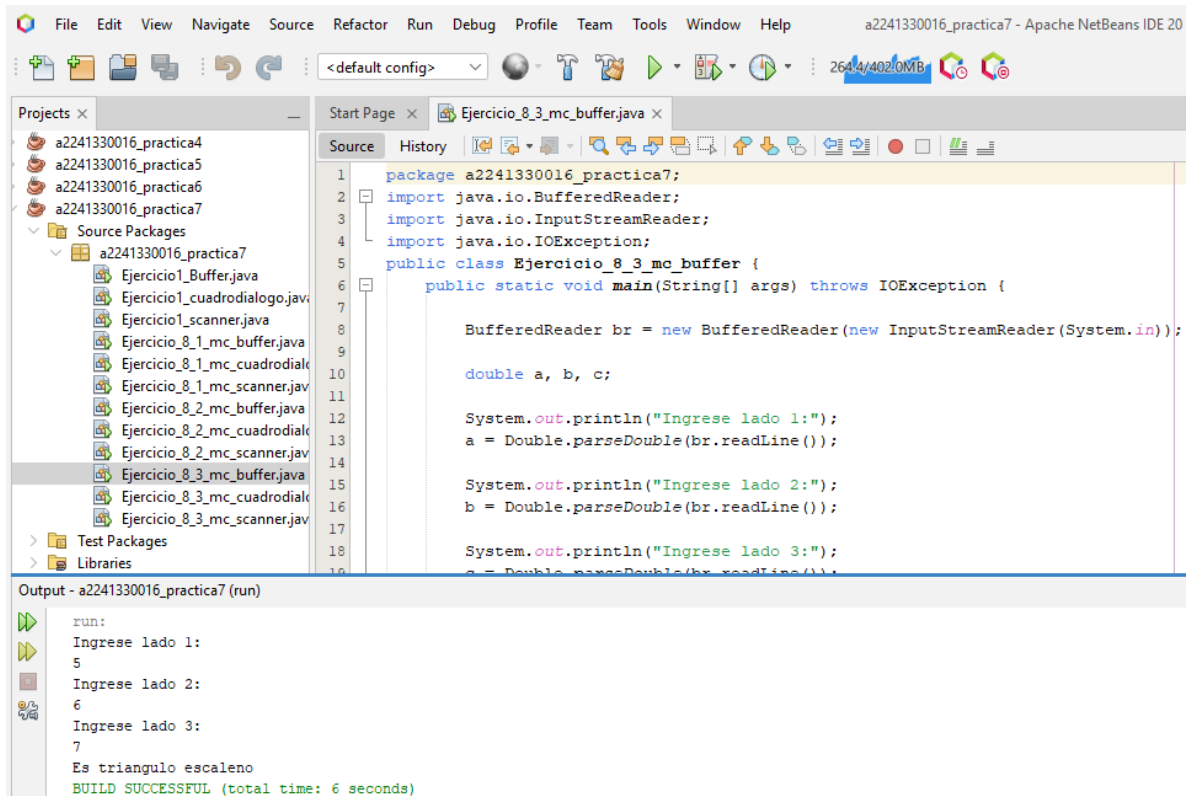 File Edit View Navigate Source Refactor Run Debug Profile Team Tools Window Help a2241330016_practica7 - Apache NetBeans IDE 20
<default config> 264.4/402.0MB
Projects
a2241330016_practica4
a2241330016_practica5
a2241330016_practica6
a2241330016_practica7
Source Packages
a2241330016_practica7
Ejercicio1_Buffer.java
Ejercicio1_cuadrodialogo.java
Ejercicio1_scanner.java
Ejercicio_8_1_mc_buffer.java
Ejercicio_8_1_mc_cuadrodialo
Ejercicio_8_1_mc_scanner.jav
Ejercicio_8_2_mc_buffer.java
Ejercicio_8_2_mc_cuadrodialo
Ejercicio_8_2_mc_scanner.jav
Ejercicio_8_3_mc_buffer.java
Ejercicio_8_3_mc_cuadrodialo
Ejercicio_8_3_mc_scanner.jav
Test Packages
Libraries
Start Page Ejercicio_8_3_mc_buffer.java
Source History
1 package a2241330016_practica7;
2 import java.io.BufferedReader;
3 import java.io.InputStreamReader;
4 import java.io.IOException;
5 public class Ejercicio_8_3_mc_buffer {
6 public static void main(String[] args) throws IOException {
7
8 BufferedReader br = new BufferedReader(new InputStreamReader(System.in));
9
10 double a, b, c;
11
12 System.out.println("Ingrese lado 1:");
13 a = Double.parseDouble(br.readLine());
14
15 System.out.println("Ingrese lado 2:");
16 b = Double.parseDouble(br.readLine());
17
18 System.out.println("Ingrese lado 3:");
19 c = Double.parseDouble(br.readLine());
Output - a2241330016_practica7 (run)
run:
Ingrese lado 1:
5
Ingrese lado 2:
6
Ingrese lado 3:
7
Es triangulo escaleno
BUILD SUCCESSFUL (total time: 6 seconds)